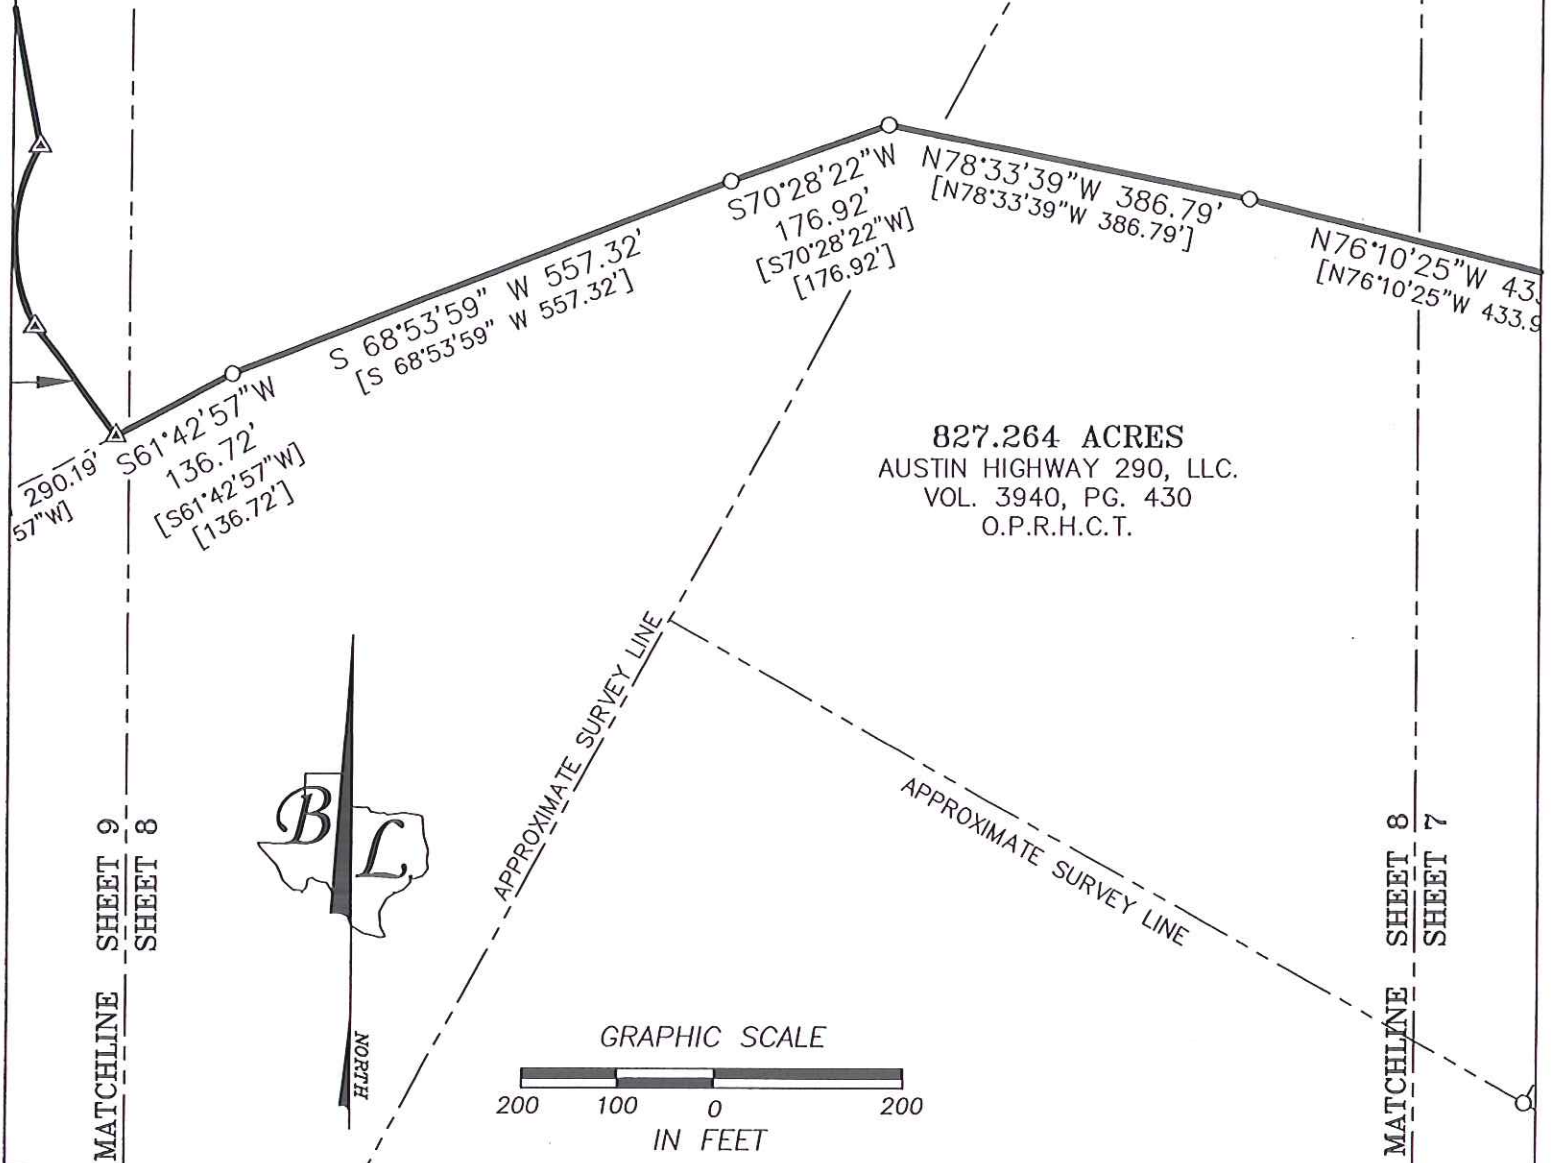 N78°33'39"W 386.79'
[N78°33'39"W 386.79']
S70°28'22"W
176.92'
[S70°28'22"W]
[176.92']
N76°10'25"W 43
[N76°10'25"W 433.9
S 68°53'59" W 557.32'
[S 68°53'59" W 557.32']
S61°42'57"W
136.72'
[S61°42'57"W]
[136.72']
290.19'
57"W]
827.264 ACRES
AUSTIN HIGHWAY 290, LLC.
VOL. 3940, PG. 430
O.P.R.H.C.T.
APPROXIMATE SURVEY LINE
APPROXIMATE SURVEY LINE
MATCHLINE SHEET 9
SHEET 8
BL
NORTH
MATCHLINE SHEET 8
SHEET 7
GRAPHIC SCALE
200 100 0 200
IN FEET